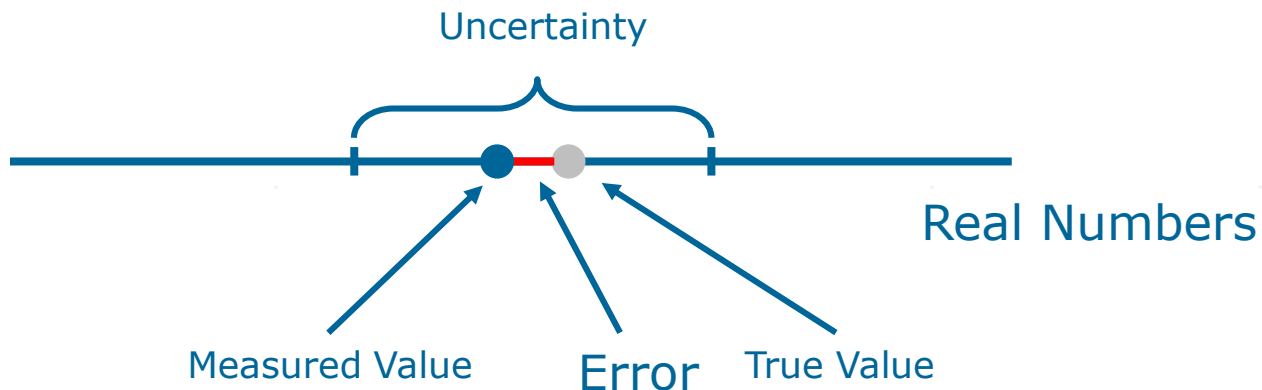 Uncertainty
Real Numbers
Measured Value
Error
True Value